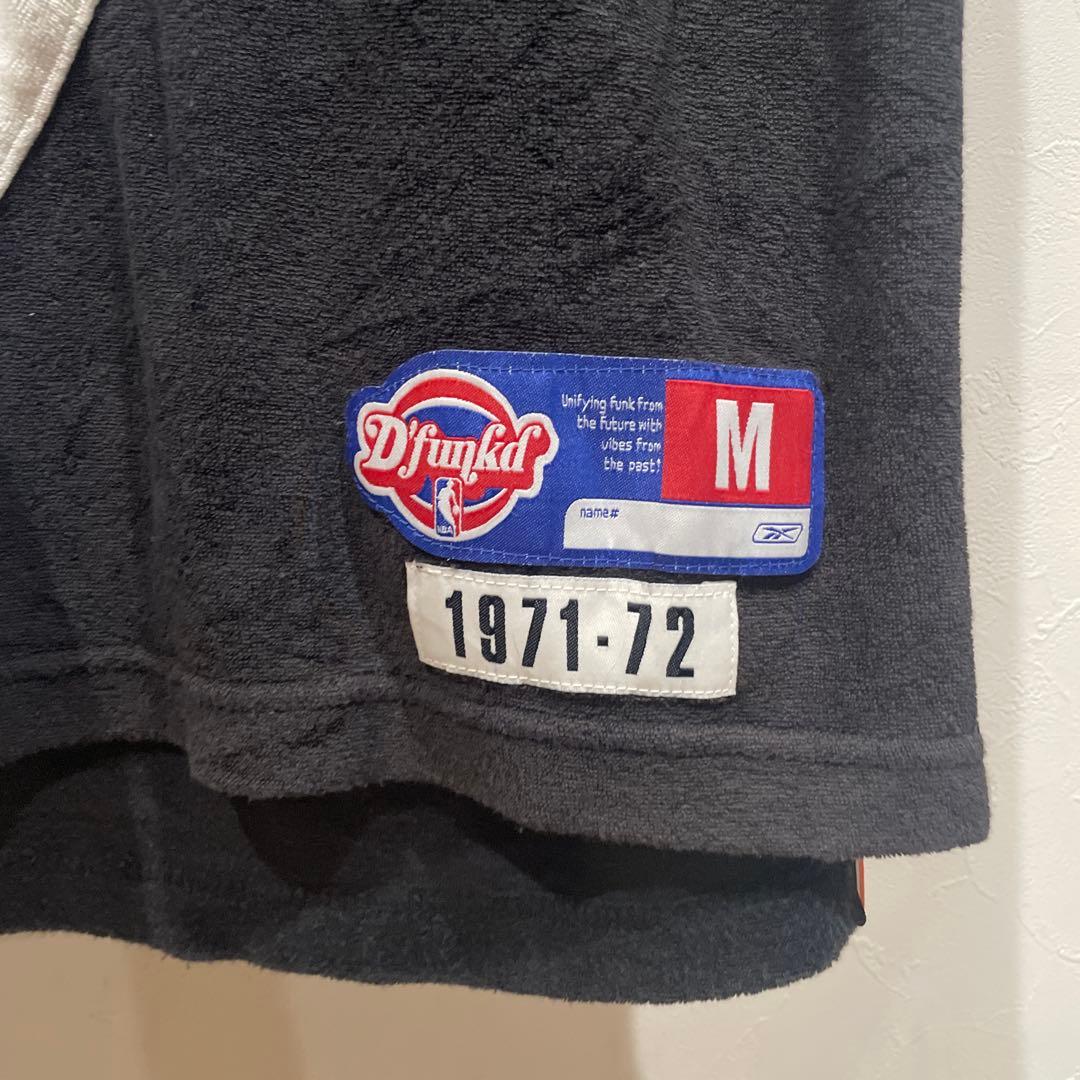 D'funkd
NBA
Unifying funk from
the future with
vibes from
the past!
M
name#
1971-72